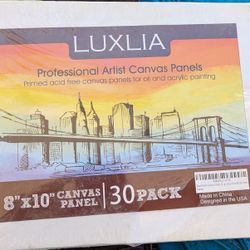 LUXLIA
Professional Artist Canvas Panels
Primed acid free canvas panels for oil and acrylic painting
8"x10" CANVAS PANEL 30 PACK
Made in China
Designed in the USA